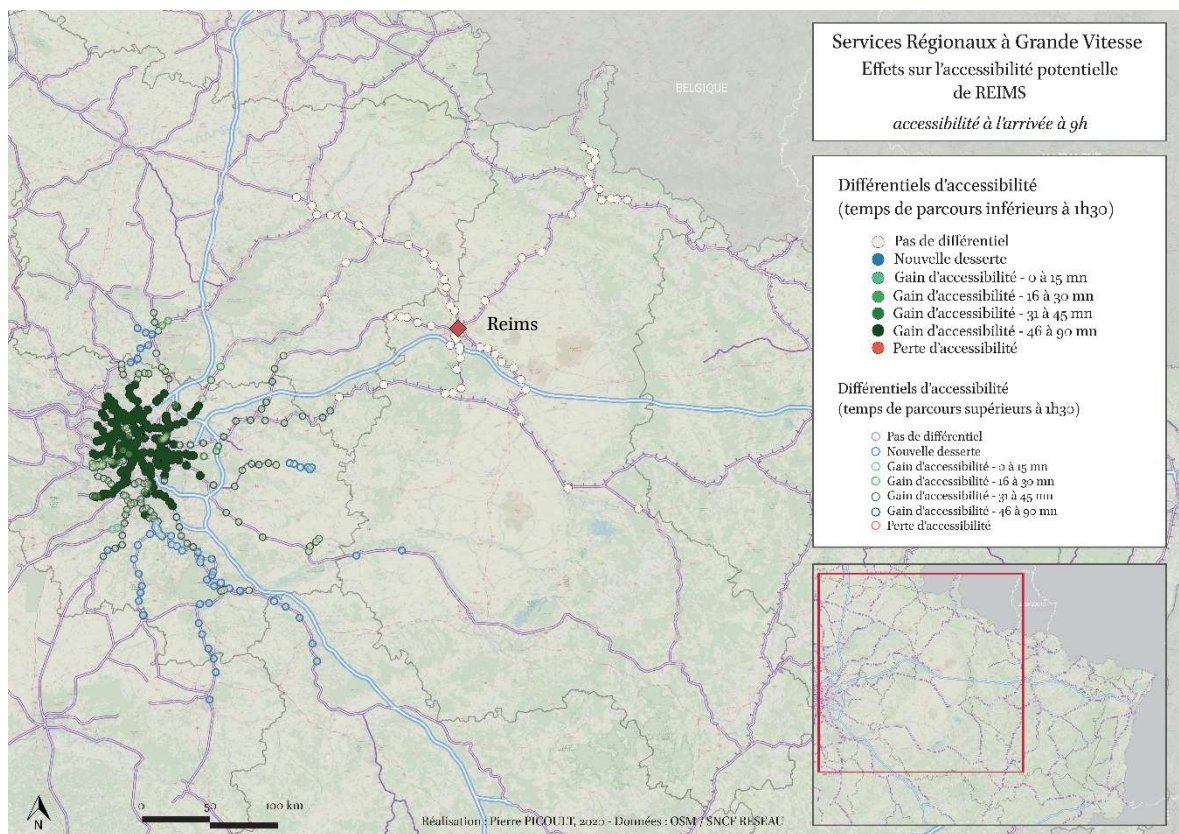 Services Régionaux à Grande Vitesse
Effets sur l'accessibilité potentielle
de REIMS
accessibilité à l'arrivée à 9h
BELGIQUE
Différentiels d'accessibilité
(temps de parcours inférieurs à 1h30)
Pas de différentiel
Nouvelle desserte
Gain d'accessibilité - 0 à 15 mn
Gain d'accessibilité - 16 à 30 mn
Gain d'accessibilité - 31 à 45 mn
Gain d'accessibilité - 46 à 90 mn
Perte d'accessibilité
Reims
Différentiels d'accessibilité
(temps de parcours supérieurs à 1h30)
Pas de différentiel
Nouvelle desserte
Gain d'accessibilité - 0 à 15 mn
Gain d'accessibilité - 16 à 30 mn
Gain d'accessibilité - 31 à 45 mn
Gain d'accessibilité - 46 à 90 mn
Perte d'accessibilité
0 50 100 km
N
Réalisation : Pierre PICOULT, 2020 - Données : OSM / SNCF RESEAU